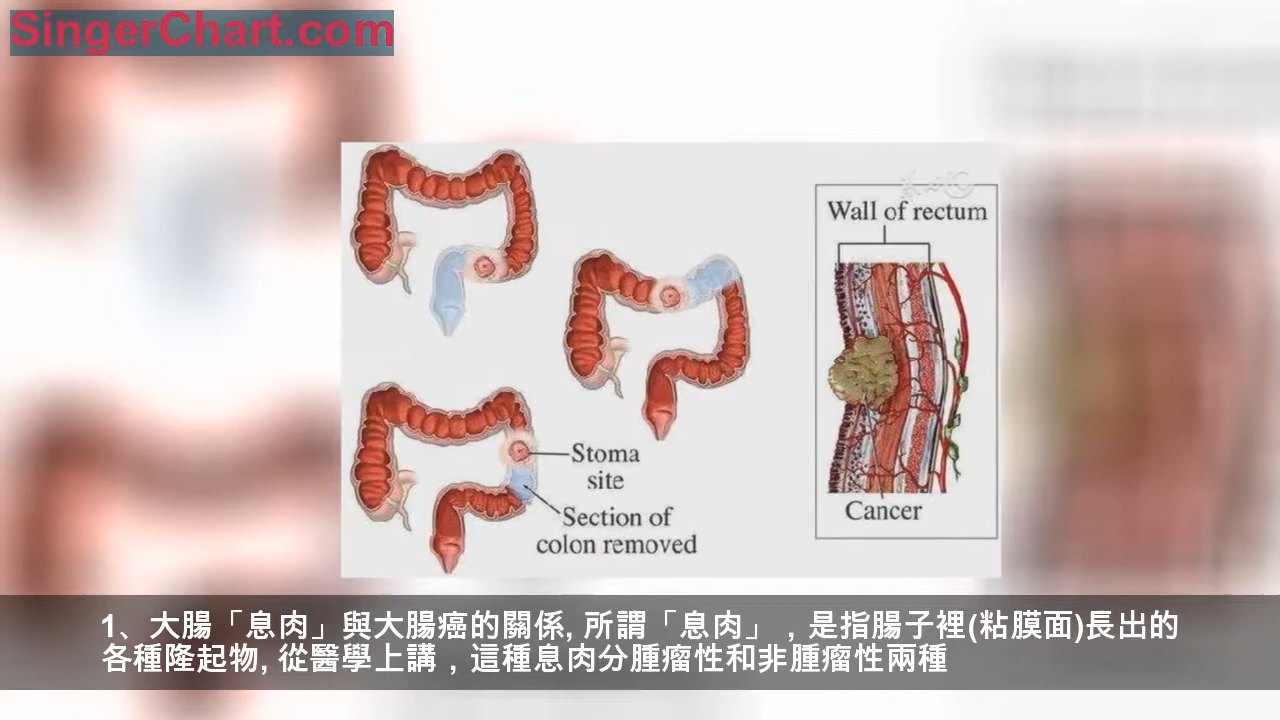 SingerChart.com
Wall of rectum
Stoma
site
Section of
colon removed
Cancer
1、大腸「息肉」與大腸癌的關係, 所謂「息肉」，是指腸子裡(粘膜面)長出的
各種隆起物, 從醫學上講，這種息肉分腫瘤性和非腫瘤性兩種